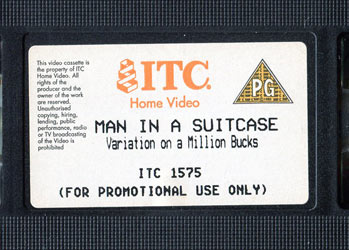 This video cassette is
the property of ITC
Home Video. All
rights of the
producer and the
owner of the work
are reserved.
Unauthorised
copying, hiring,
lending, public
performance, radio
or TV broadcasting
of the Video is
prohibited
ITC
Home Video
PG
MAN IN A SUITCASE
Variation on a Million Bucks
ITC 1575
(FOR PROMOTIONAL USE ONLY)